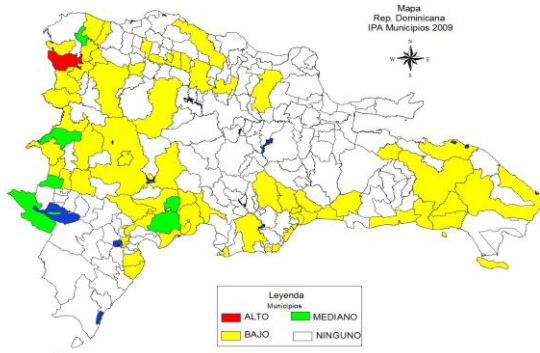 Mapa
Rep. Dominicana
IPA Municipios 2009
N
W E
S
Leyenda
Municipios .
ALTO MEDIANO
BAJO NINGUNO